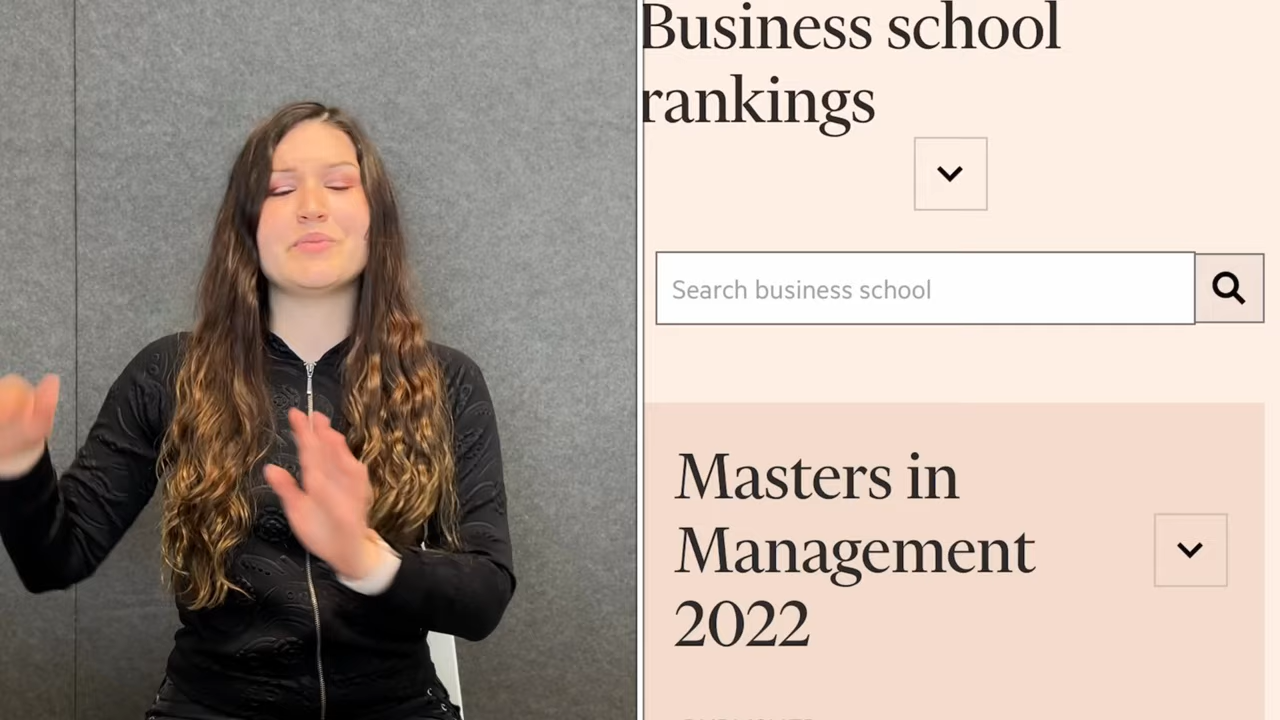 Business school
rankings
Search business school
Masters in
Management
2022